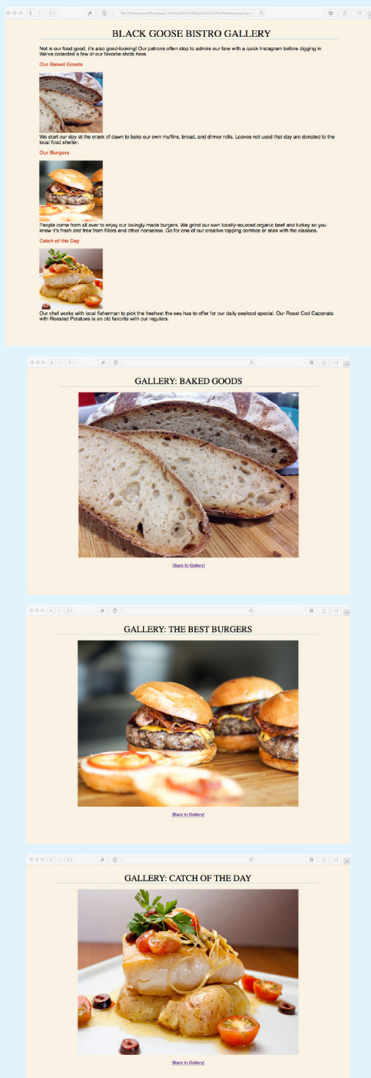 BLACK GOOSE BISTRO GALLERY
Not is our food good, it's also good-looking! Our patrons often stop to admire our fare with a quick Instagram before digging in.
We've collected a few of our favorite shots here.
Our Baked Goods
We start our day at the crack of dawn to bake our own muffins, bread, and dinner rolls. Loaves not used that day are donated to the
local food shelter.
Our Burgers
People come from all over to enjoy our lovingly made burgers. We grind our own locally-sourced organic beef and turkey so you
know it's fresh and free from fillers and other nonsense. Go for one of our creative topping combos or stick with the classics.
Catch of the Day
Our chef works with local fisherman to pick the freshest the sea has to offer for our daily seafood special. Our Roast Cod Caponata
with Roasted Potatoes is an old favorite with our regulars.
GALLERY: BAKED GOODS
[Back to Gallery]
GALLERY: THE BEST BURGERS
[Back to Gallery]
GALLERY: CATCH OF THE DAY
[Back to Gallery]